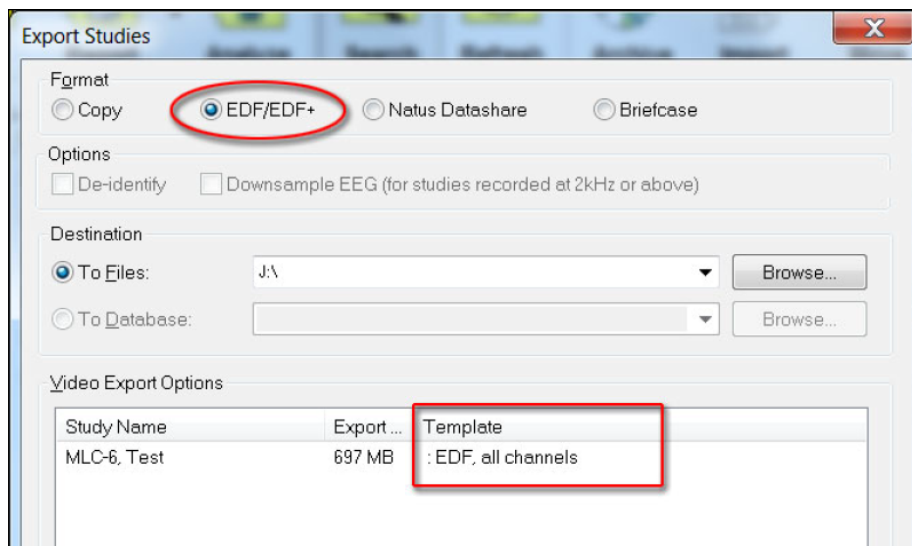 Export Studies
Format
Copy EDF/EDF+ Natus Datashare Briefcase
Options
De-identify Downsample EEG (for studies recorded at 2kHz or above)
Destination
To Files: J:\ Browse...
To Database: Browse...
Video Export Options
Study Name Export ... Template
MLC-6, Test 697 MB : EDF, all channels